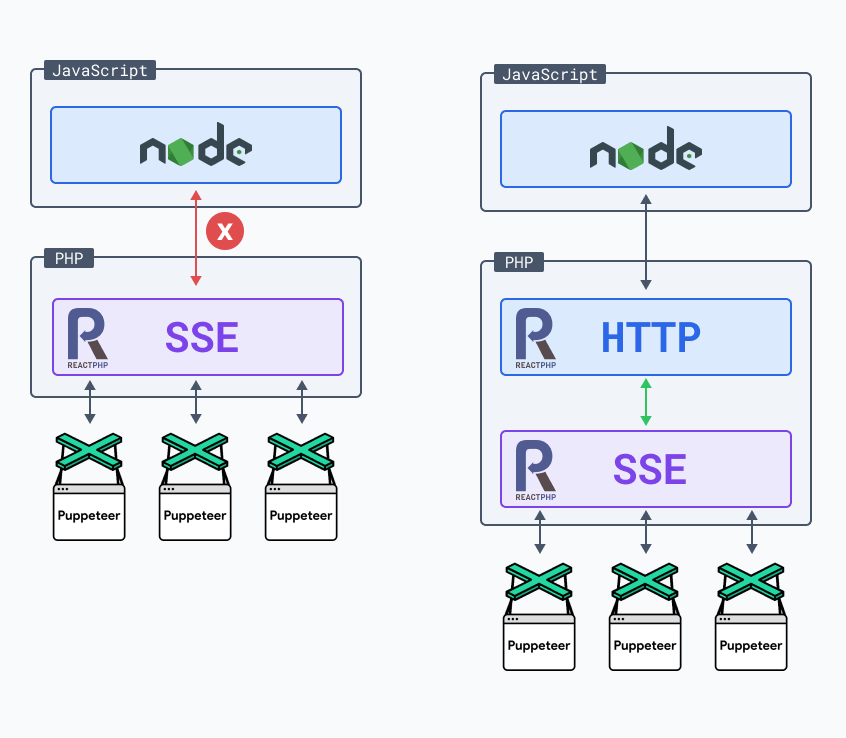 JavaScript
node
X
PHP
SSE
REACTPHP
Puppeteer
Puppeteer
Puppeteer
JavaScript
node
PHP
HTTP
REACTPHP
SSE
REACTPHP
Puppeteer
Puppeteer
Puppeteer